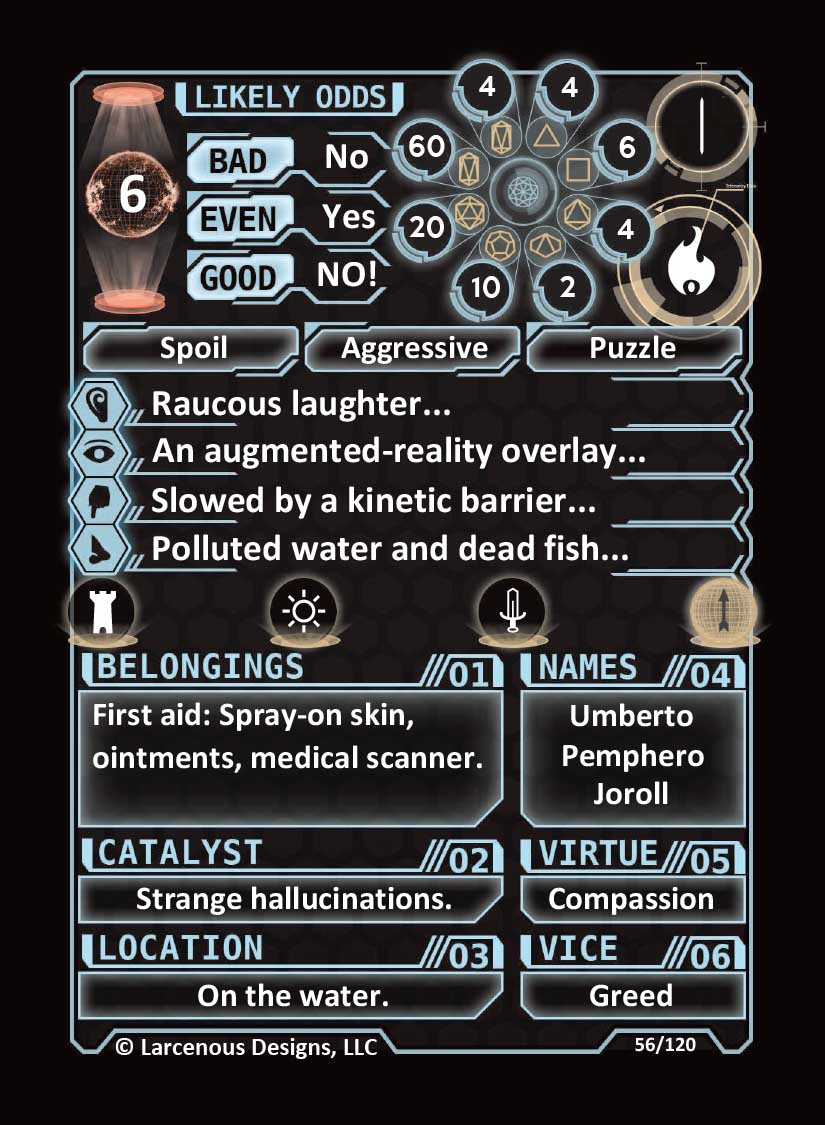 LIKELY ODDS
6
BAD No
EVEN Yes
GOOD NO!
4
4
60
6
20
4
10
2
Spoil
Aggressive
Puzzle
Raucous laughter...
An augmented-reality overlay...
Slowed by a kinetic barrier...
Polluted water and dead fish...
BELONGINGS ///01
First aid: Spray-on skin,
ointments, medical scanner.
NAMES ///04
Umberto
Pemphero
Joroll
CATALYST ///02
Strange hallucinations.
VIRTUE ///05
Compassion
LOCATION ///03
On the water.
VICE ///06
Greed
© Larcenous Designs, LLC
56/120